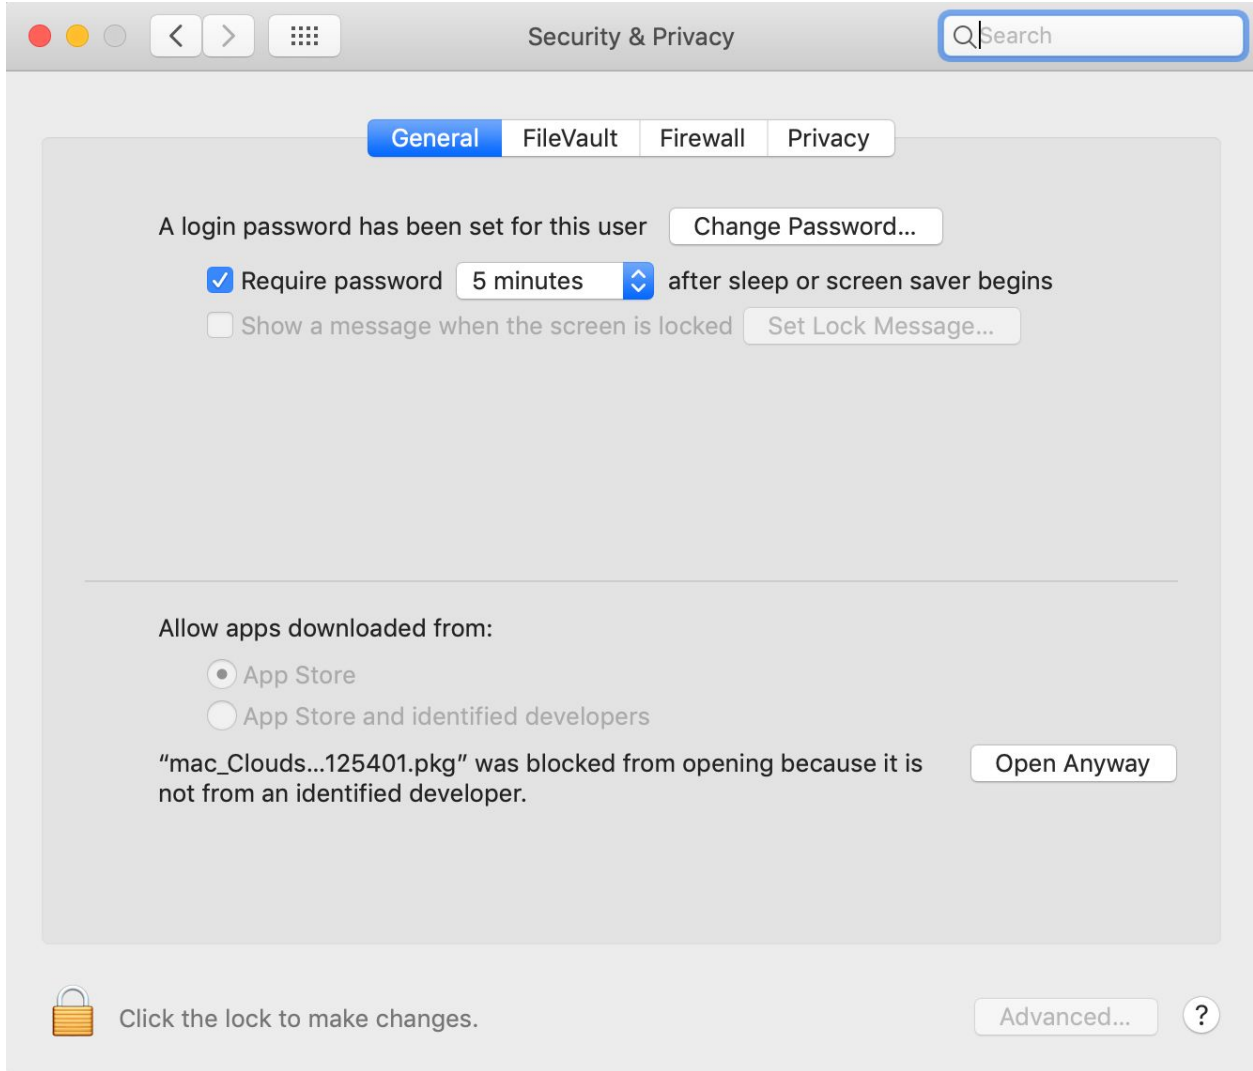 Security & Privacy
Search
General FileVault Firewall Privacy
A login password has been set for this user Change Password...
Require password 5 minutes after sleep or screen saver begins
Show a message when the screen is locked Set Lock Message...
Allow apps downloaded from:
App Store
App Store and identified developers
“mac_Clouds...125401.pkg” was blocked from opening because it is Open Anyway
not from an identified developer.
Click the lock to make changes. Advanced... ?